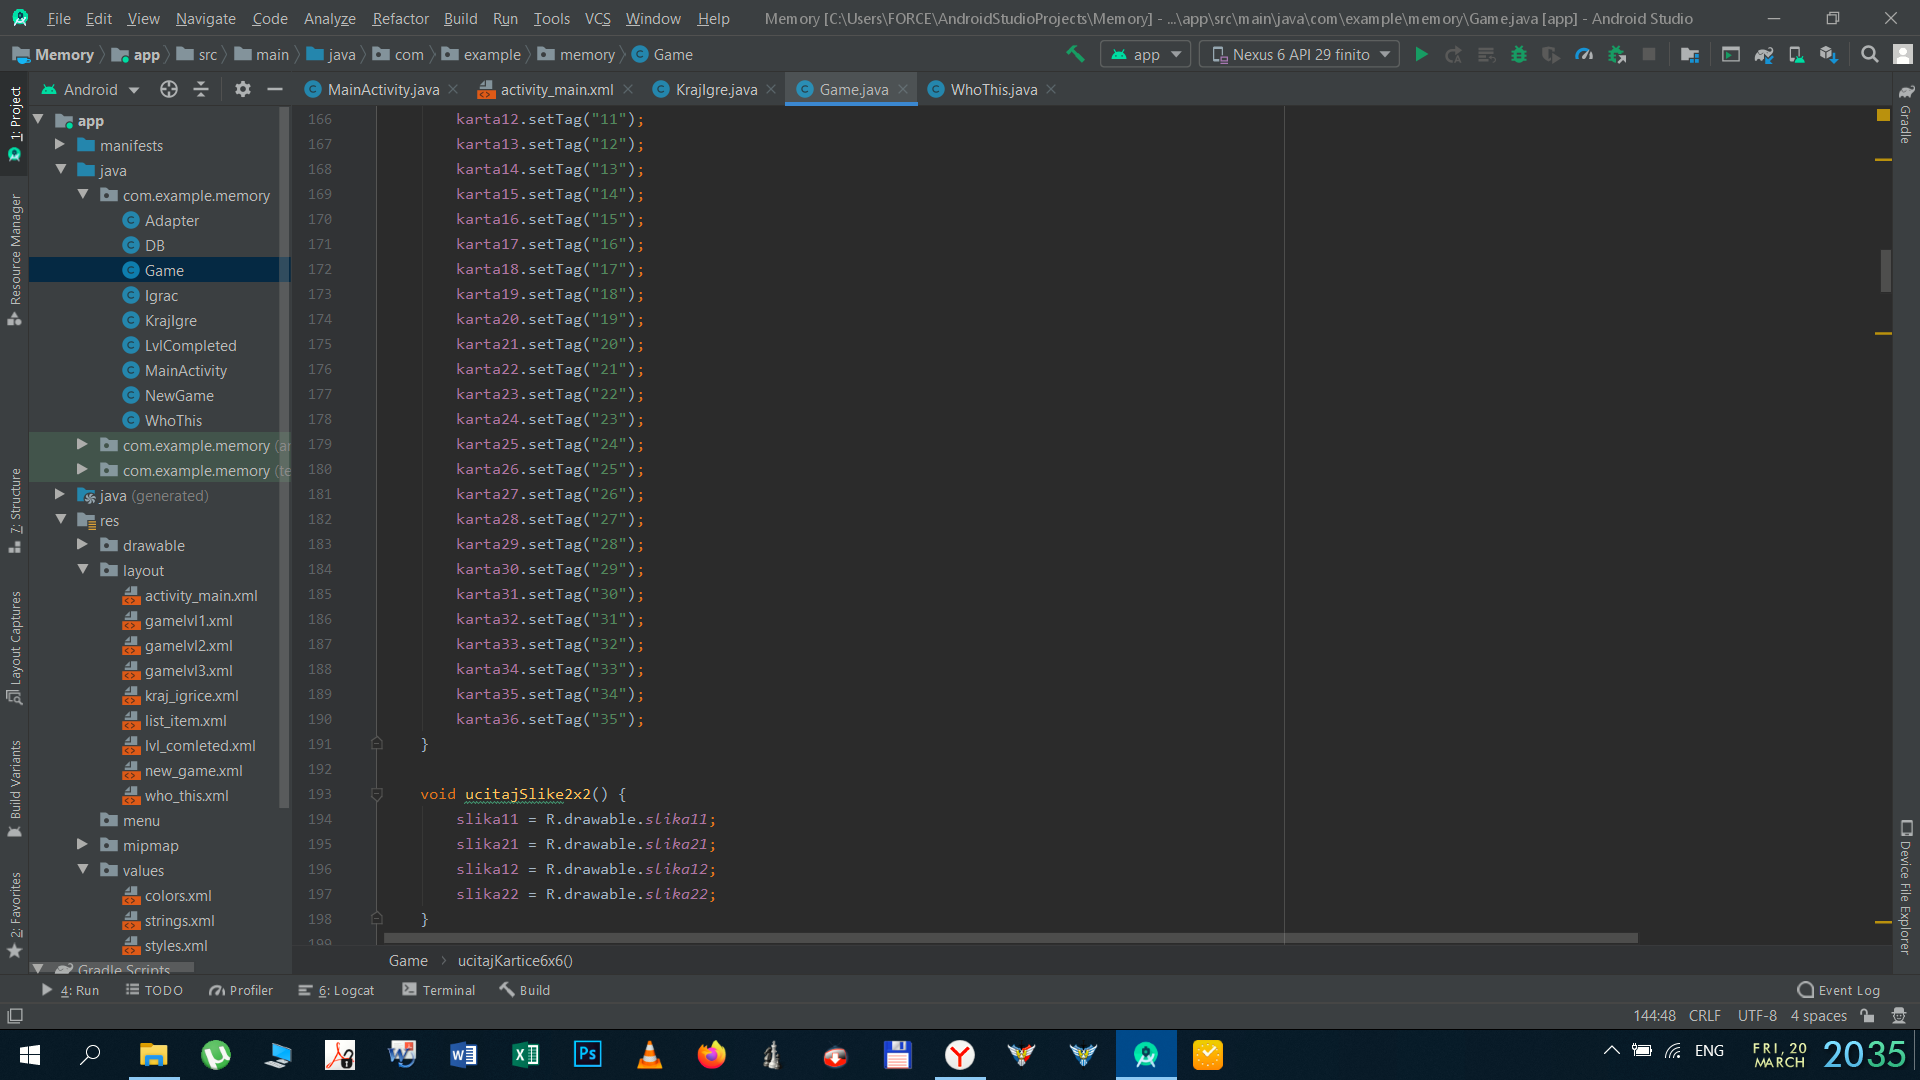 File Edit View Navigate Code Analyze Refactor Build Run Tools VCS Window Help Memory [C:\Users\FORCE\AndroidStudioProjects\Memory] - ...\app\src\main\java\com\example\memory\Game.java [app] - Android Studio
Memory app src main java com example memory Game app Nexus 6 API 29 finito
Android MainActivity.java activity_main.xml KrajIgre.java Game.java WhoThis.java
1: Project
Resource Manager
7: Structure
Layout Captures
Build Variants
2: Favorites
app
manifests
java
com.example.memory
Adapter
DB
Game
Igrac
KrajIgre
LvlCompleted
MainActivity
NewGame
WhoThis
com.example.memory (ar
com.example.memory (te
java (generated)
res
drawable
layout
activity_main.xml
gamelvl1.xml
gamelvl2.xml
gamelvl3.xml
kraj_igrice.xml
list_item.xml
lvl_comleted.xml
new_game.xml
who_this.xml
menu
mipmap
values
colors.xml
strings.xml
styles.xml
Gradle Scripts
166 karta12.setTag("11");
167 karta13.setTag("12");
168 karta14.setTag("13");
169 karta15.setTag("14");
170 karta16.setTag("15");
171 karta17.setTag("16");
172 karta18.setTag("17");
173 karta19.setTag("18");
174 karta20.setTag("19");
175 karta21.setTag("20");
176 karta22.setTag("21");
177 karta23.setTag("22");
178 karta24.setTag("23");
179 karta25.setTag("24");
180 karta26.setTag("25");
181 karta27.setTag("26");
182 karta28.setTag("27");
183 karta29.setTag("28");
184 karta30.setTag("29");
185 karta31.setTag("30");
186 karta32.setTag("31");
187 karta33.setTag("32");
188 karta34.setTag("33");
189 karta35.setTag("34");
190 karta36.setTag("35");
191 }
192
193 void ucitajSlike2x2() {
194 slika11 = R.drawable.slika11;
195 slika21 = R.drawable.slika21;
196 slika12 = R.drawable.slika12;
197 slika22 = R.drawable.slika22;
198 }
199
Gradle
Device File Explorer
Game ucitajKartice6x6()
4: Run TODO Profiler 6: Logcat Terminal Build Event Log
144:48 CRLF UTF-8 4 spaces
ENG FRI, 20 MARCH 2035